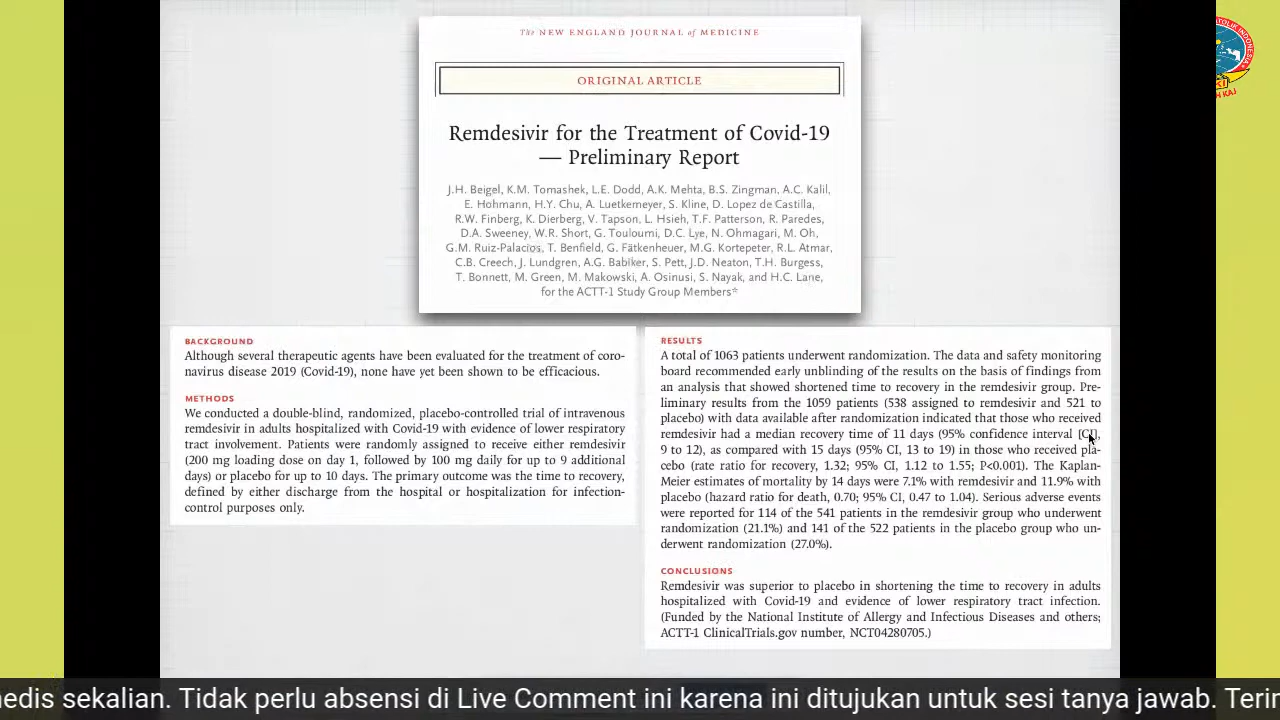 The NEW ENGLAND JOURNAL of MEDICINE
ORIGINAL ARTICLE
Remdesivir for the Treatment of Covid-19
— Preliminary Report
J.H. Beigel, K.M. Tomashek, L.E. Dodd, A.K. Mehta, B.S. Zingman, A.C. Kalil,
E. Hohmann, H.Y. Chu, A. Luetkemeyer, S. Kline, D. Lopez de Castilla,
R.W. Finberg, K. Dierberg, V. Tapson, L. Hsieh, T.F. Patterson, R. Paredes,
D.A. Sweeney, W.R. Short, G. Touloumi, D.C. Lye, N. Ohmagari, M. Oh,
G.M. Ruiz-Palacios, T. Benfield, G. Fätkenheuer, M.G. Kortepeter, R.L. Atmar,
C.B. Creech, J. Lundgren, A.G. Babiker, S. Pett, J.D. Neaton, T.H. Burgess,
T. Bonnett, M. Green, M. Makowski, A. Osinusi, S. Nayak, and H.C. Lane,
for the ACTT-1 Study Group Members*
BACKGROUND
Although several therapeutic agents have been evaluated for the treatment of coro-
navirus disease 2019 (Covid-19), none have yet been shown to be efficacious.
METHODS
We conducted a double-blind, randomized, placebo-controlled trial of intravenous
remdesivir in adults hospitalized with Covid-19 with evidence of lower respiratory
tract involvement. Patients were randomly assigned to receive either remdesivir
(200 mg loading dose on day 1, followed by 100 mg daily for up to 9 additional
days) or placebo for up to 10 days. The primary outcome was the time to recovery,
defined by either discharge from the hospital or hospitalization for infection-
control purposes only.
RESULTS
A total of 1063 patients underwent randomization. The data and safety monitoring
board recommended early unblinding of the results on the basis of findings from
an analysis that showed shortened time to recovery in the remdesivir group. Pre-
liminary results from the 1059 patients (538 assigned to remdesivir and 521 to
placebo) with data available after randomization indicated that those who received
remdesivir had a median recovery time of 11 days (95% confidence interval [CI],
9 to 12), as compared with 15 days (95% CI, 13 to 19) in those who received pla-
cebo (rate ratio for recovery, 1.32; 95% CI, 1.12 to 1.55; P<0.001). The Kaplan-
Meier estimates of mortality by 14 days were 7.1% with remdesivir and 11.9% with
placebo (hazard ratio for death, 0.70; 95% CI, 0.47 to 1.04). Serious adverse events
were reported for 114 of the 541 patients in the remdesivir group who underwent
randomization (21.1%) and 141 of the 522 patients in the placebo group who un-
derwent randomization (27.0%).
CONCLUSIONS
Remdesivir was superior to placebo in shortening the time to recovery in adults
hospitalized with Covid-19 and evidence of lower respiratory tract infection.
(Funded by the National Institute of Allergy and Infectious Diseases and others;
ACTT-1 ClinicalTrials.gov number, NCT04280705.)
nedis sekalian. Tidak perlu absensi di Live Comment ini karena ini ditujukan untuk sesi tanya jawab. Terin